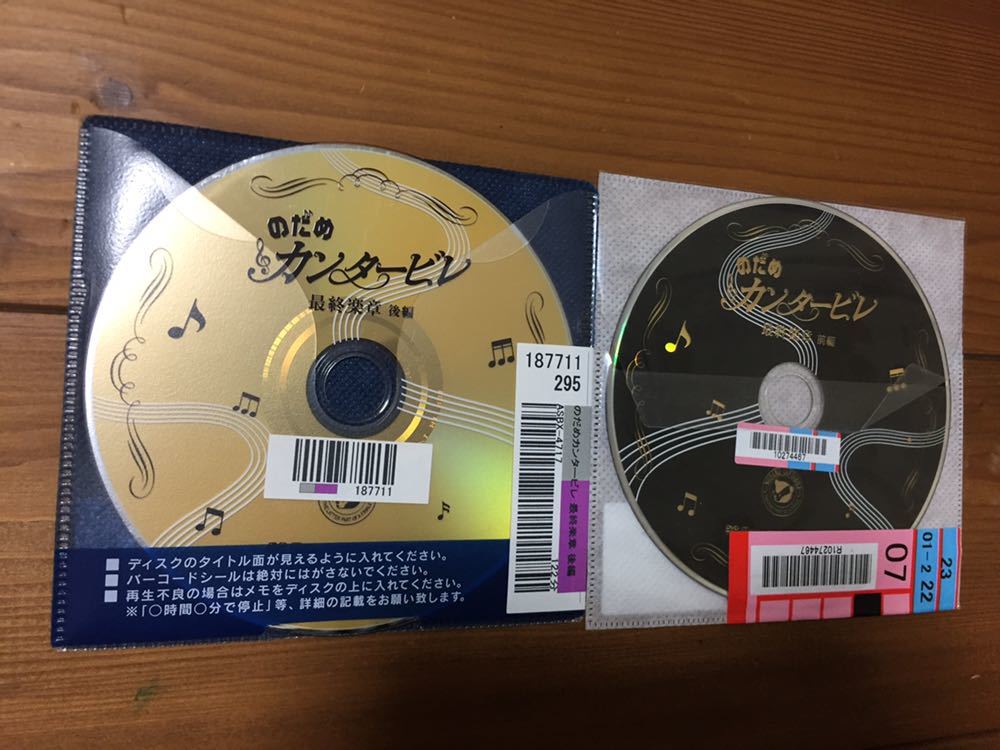 のだめ
カンタービレ
最終楽章 後編
187711
295
ASBX-4717
のだめカンタービレ 最終楽章 後編
122分
187711
■ ディスクのタイトル面が見えるように入れてください。
■ バーコードシールは絶対にはがさないでください。
■ 再生不良の場合はメモをディスクの上に入れてください。
※「〇時間〇分で停止」等、詳細の記載をお願い致します。
のだめ
カンタービレ
最終楽章 前編
10274467
R10274467
07
23
01-2 22